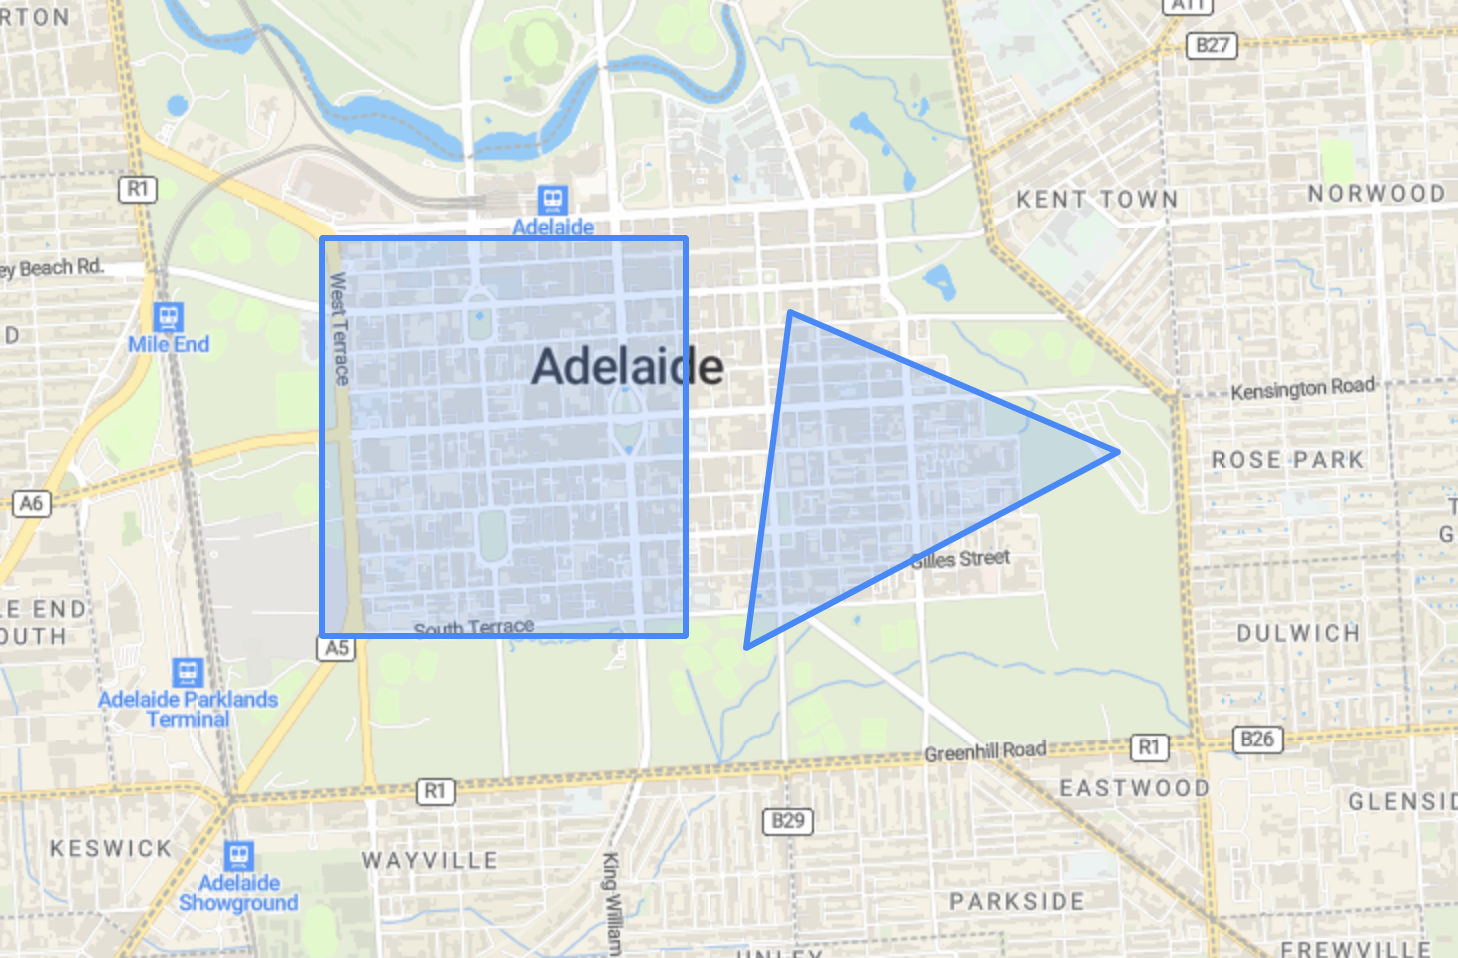 RTON
A11
B27
R1
KENT TOWN
NORWOOD
Adelaide
ey Beach Rd.
West Terrace
Mile End
D
Adelaide
Kensington Road
ROSE PARK
A6
T
G
Gilles Street
LE END
OUTH
South Terrace
A5
DULWICH
Adelaide Parklands
Terminal
Greenhill Road
R1
B26
R1
EASTWOOD
GLENSID
B29
KESWICK
WAYVILLE
Adelaide
Showground
King William
PARKSIDE
UNLEY
FREWVILLE